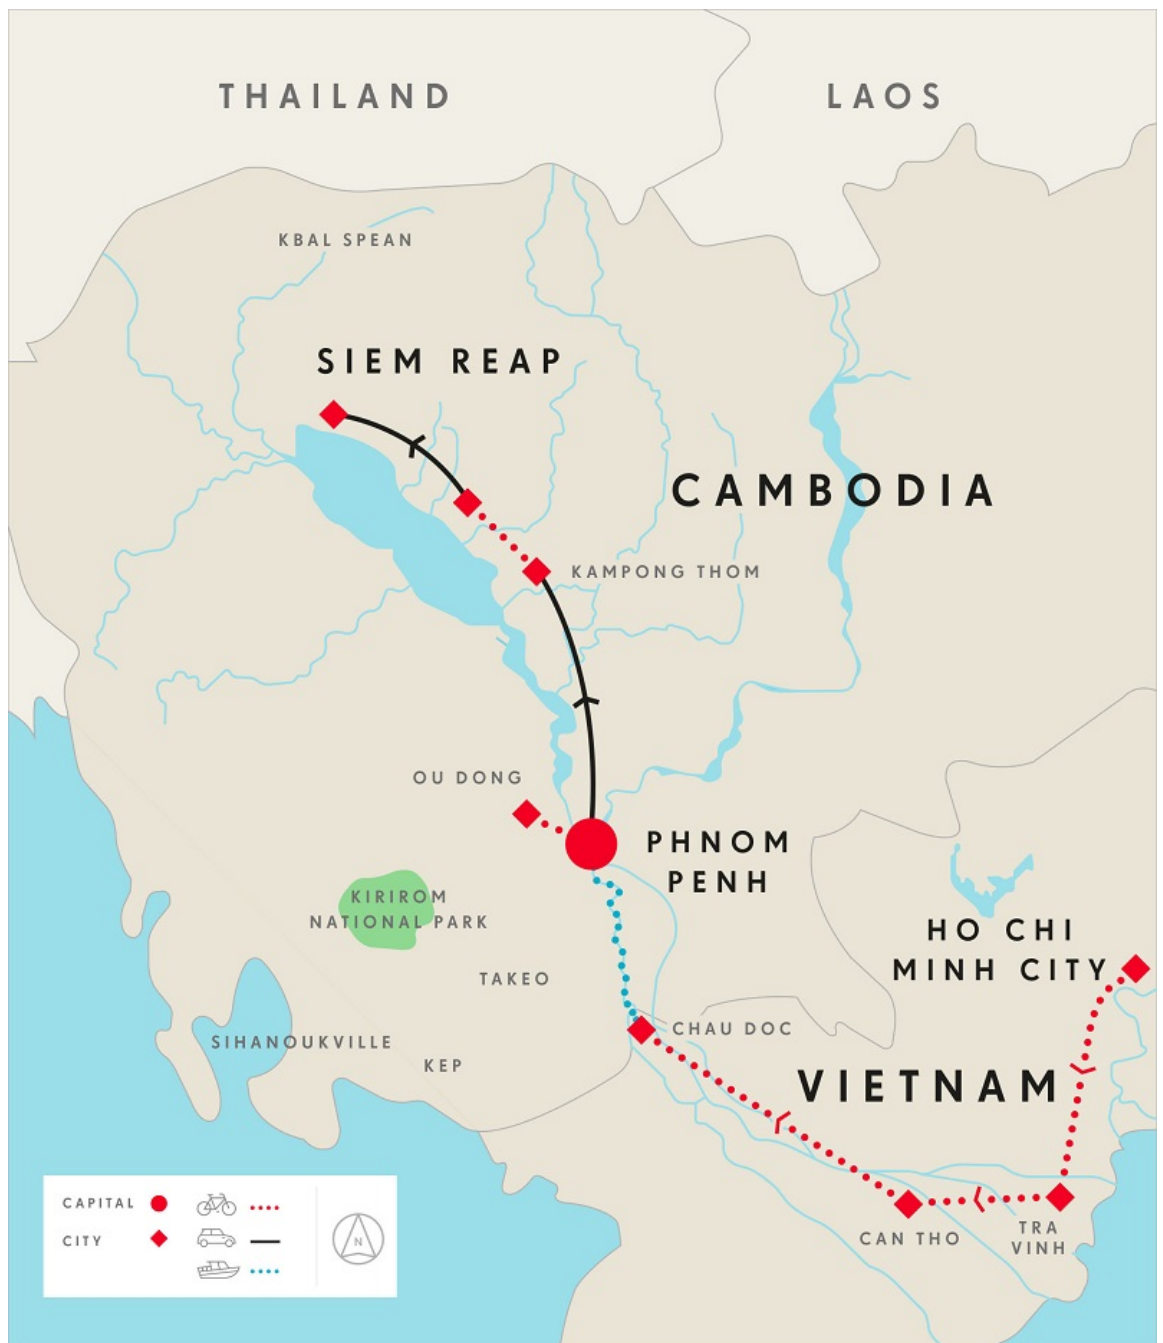 THAILAND
LAOS
KBAL SPEAN
SIEM REAP
CAMBODIA
KAMPONG THOM
OU DONG
PHNOM
PENH
KIRIROM
NATIONAL PARK
HO CHI
MINH CITY
TAKEO
CHAU DOC
SIHANOUKVILLE
KEP
VIETNAM
CAN THO
TRA
VINH
CAPITAL
CITY
N